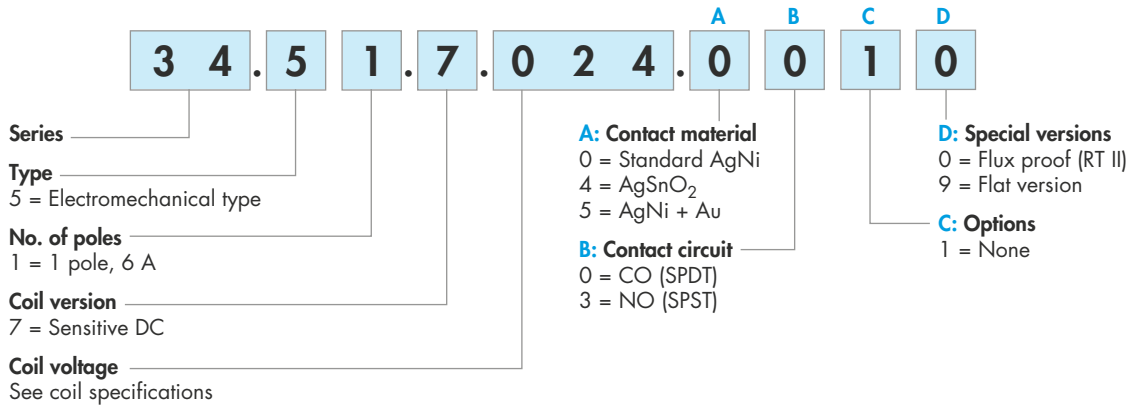 A B C D
3 4 . 5 1 . 7 . 0 2 4 . 0 0 1 0
Series
Type
5 = Electromechanical type
No. of poles
1 = 1 pole, 6 A
Coil version
7 = Sensitive DC
Coil voltage
See coil specifications
A: Contact material
0 = Standard AgNi
4 = AgSnO₂
5 = AgNi + Au
B: Contact circuit
0 = CO (SPDT)
3 = NO (SPST)
D: Special versions
0 = Flux proof (RT II)
9 = Flat version
C: Options
1 = None